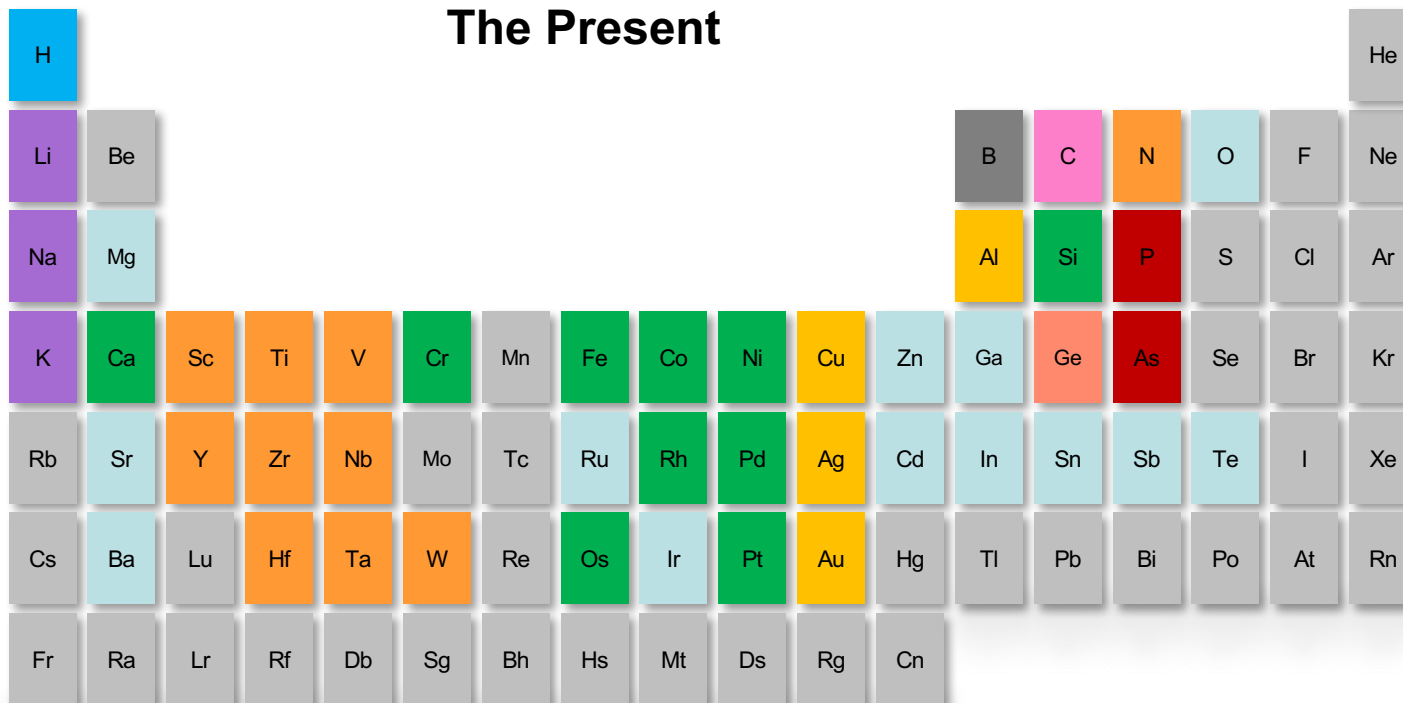 The Present
H He
Li Be B C N O F Ne
Na Mg Al Si P S Cl Ar
K Ca Sc Ti V Cr Mn Fe Co Ni Cu Zn Ga Ge As Se Br Kr
Rb Sr Y Zr Nb Mo Tc Ru Rh Pd Ag Cd In Sn Sb Te I Xe
Cs Ba Lu Hf Ta W Re Os Ir Pt Au Hg Tl Pb Bi Po At Rn
Fr Ra Lr Rf Db Sg Bh Hs Mt Ds Rg Cn